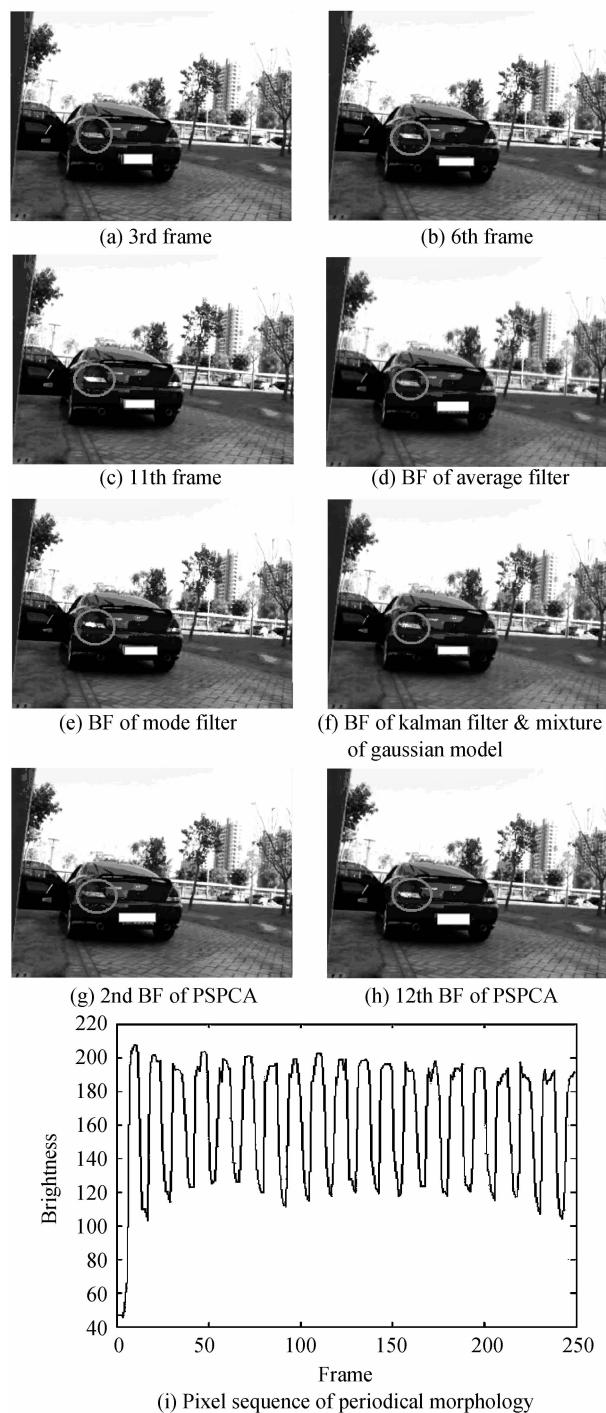 (a) 3rd frame
(b) 6th frame
(c) 11th frame
(d) BF of average filter
(e) BF of mode filter
(f) BF of kalman filter & mixture
of gaussian model
(g) 2nd BF of PSPCA
(h) 12th BF of PSPCA
220
200
180
160
140
120
100
80
60
40
Brightness
0
50
100
150
200
250
Frame
(i) Pixel sequence of periodical morphology